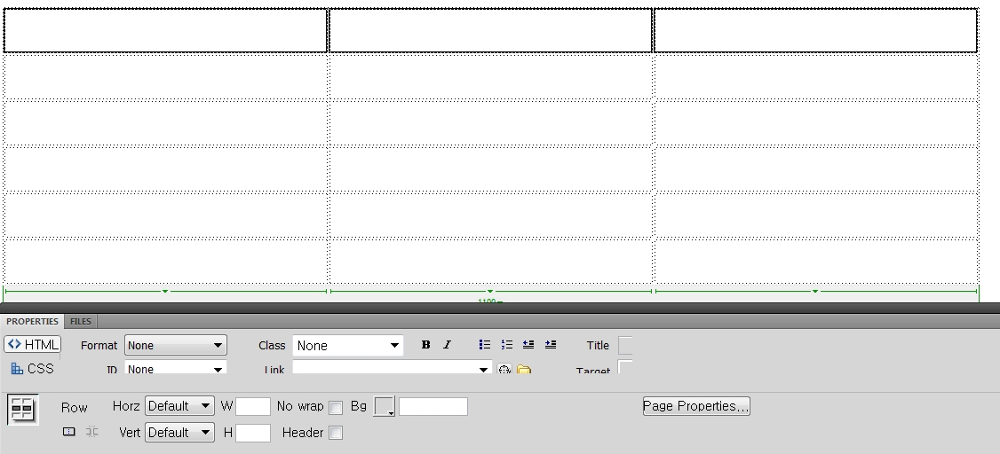 PROPERTIES FILES
HTML Format None Class None B I Title
CSS ID None Link Target
Row Horz Default W No wrap Bg Page Properties...
Vert Default H Header